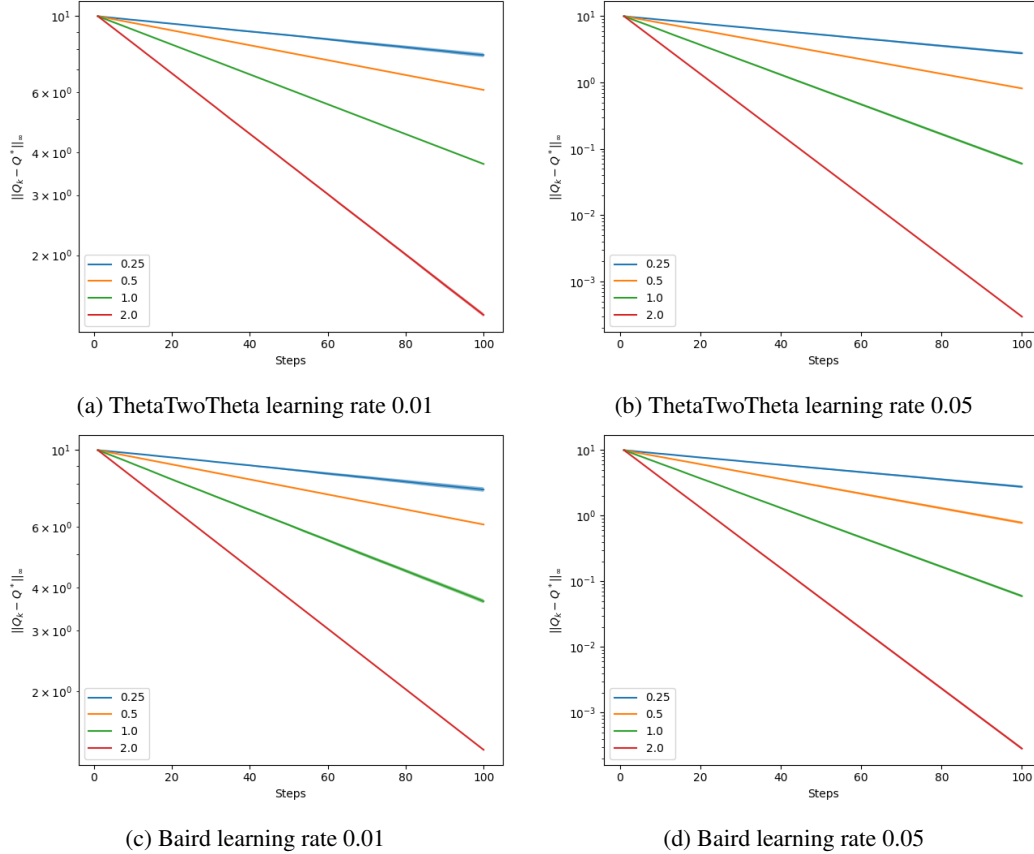 10¹
6 × 10⁰
4 × 10⁰
3 × 10⁰
2 × 10⁰
||Q_k − Q*||_∞
0.25
0.5
1.0
2.0
0 20 40 60 80 100
Steps
(a) ThetaTwoTheta learning rate 0.01
10¹
10⁰
10⁻¹
10⁻²
10⁻³
||Q_k − Q*||_∞
0.25
0.5
1.0
2.0
0 20 40 60 80 100
Steps
(b) ThetaTwoTheta learning rate 0.05
10¹
6 × 10⁰
4 × 10⁰
3 × 10⁰
2 × 10⁰
||Q_k − Q*||_∞
0.25
0.5
1.0
2.0
0 20 40 60 80 100
Steps
(c) Baird learning rate 0.01
10¹
10⁰
10⁻¹
10⁻²
10⁻³
||Q_k − Q*||_∞
0.25
0.5
1.0
2.0
0 20 40 60 80 100
Steps
(d) Baird learning rate 0.05